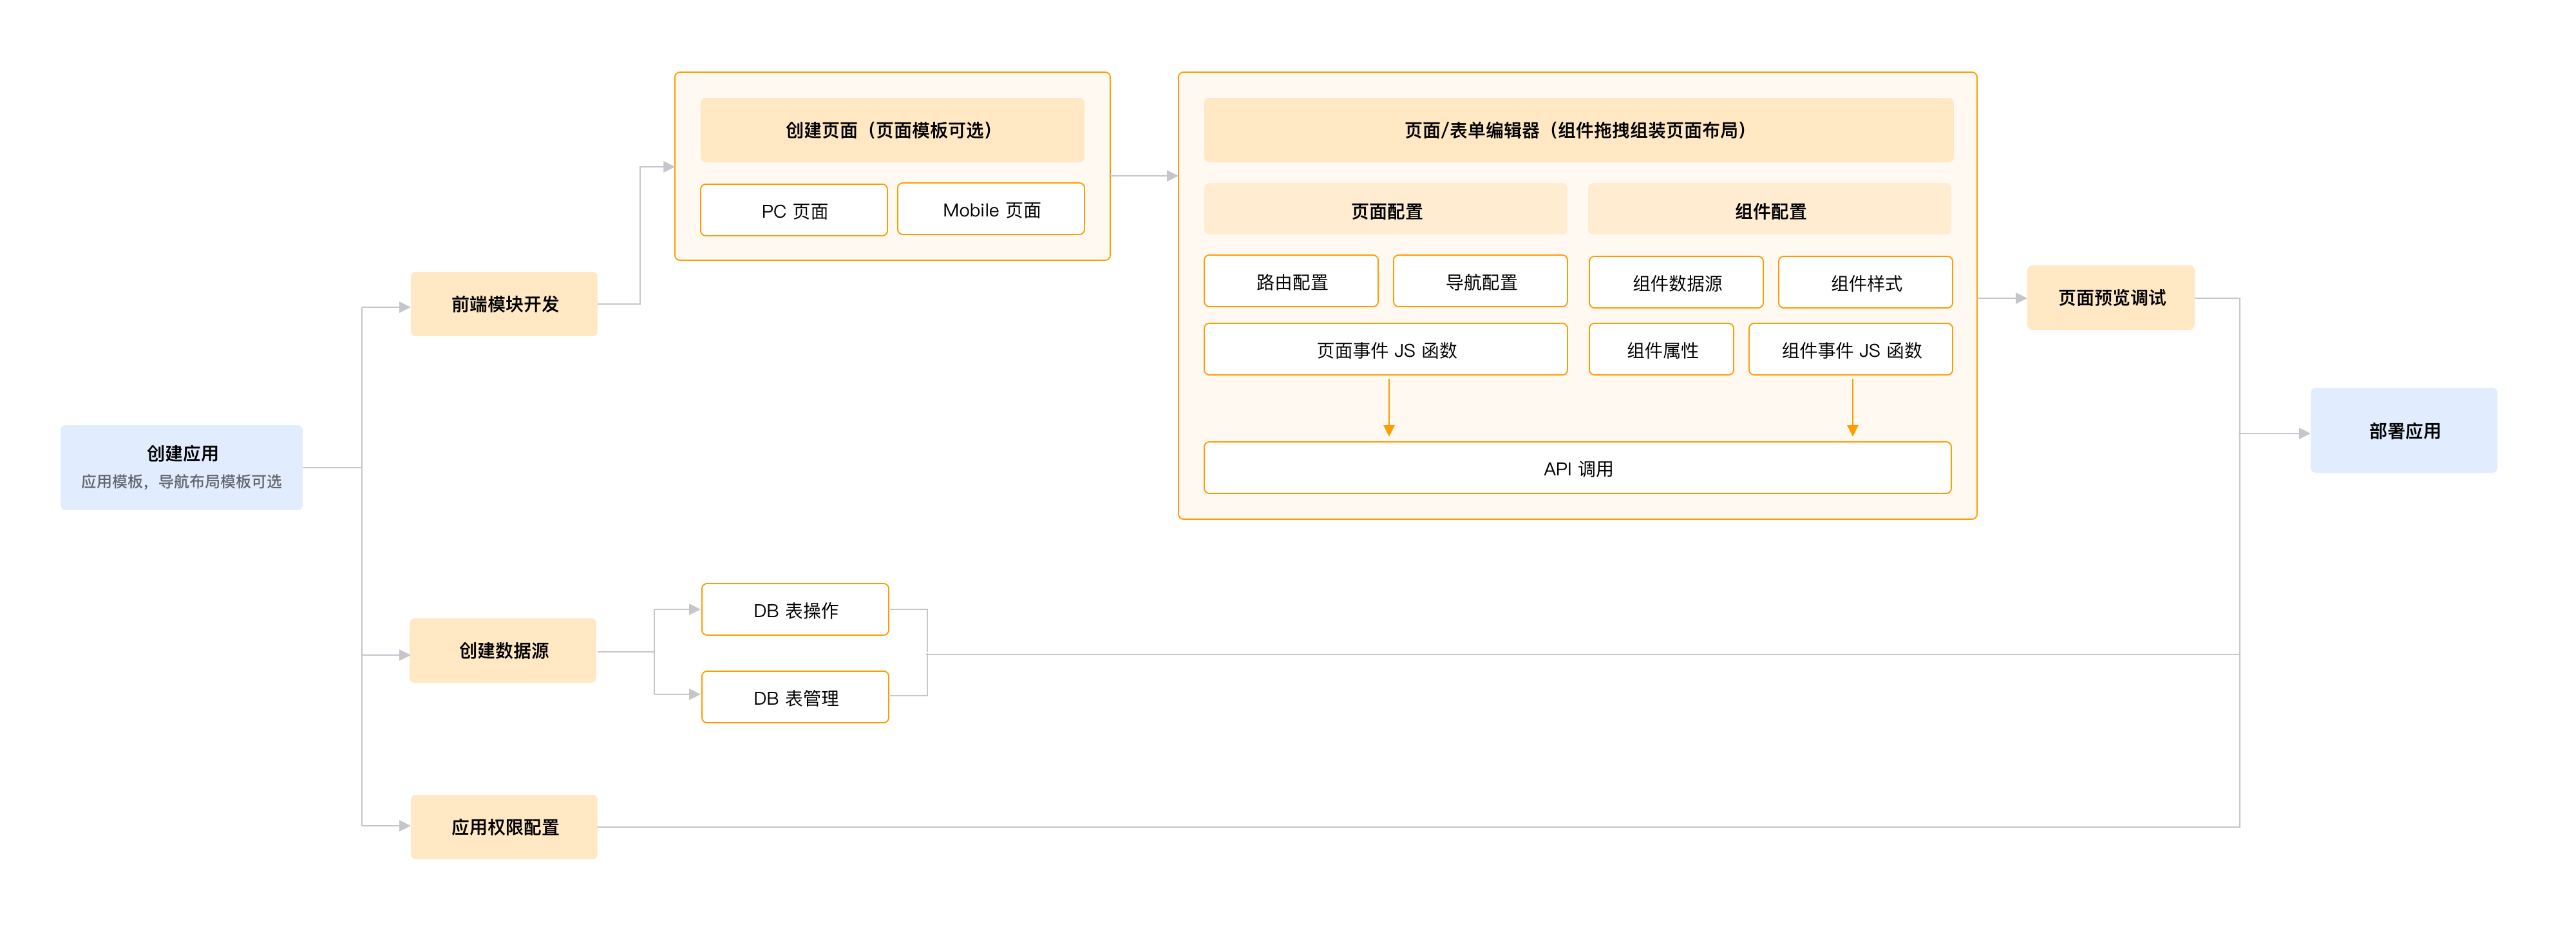 创建页面（页面模板可选）
PC 页面
Mobile 页面
页面/表单编辑器（组件拖拽组装页面布局）
页面配置
组件配置
路由配置
导航配置
组件数据源
组件样式
页面事件 JS 函数
组件属性
组件事件 JS 函数
API 调用
前端模块开发
页面预览调试
创建应用
应用模板，导航布局模板可选
部署应用
DB 表操作
创建数据源
DB 表管理
应用权限配置